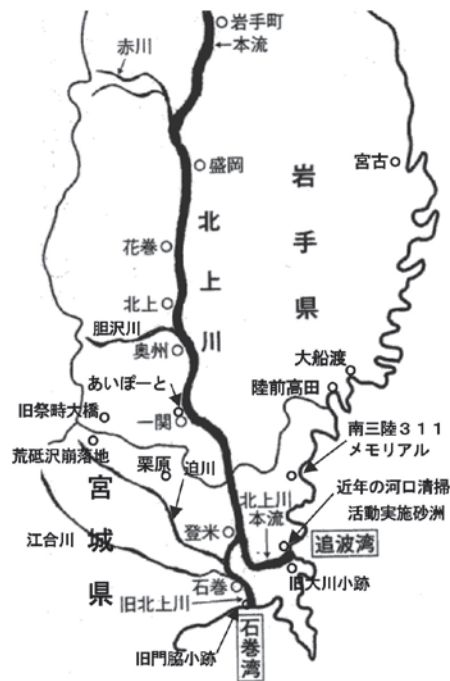 岩手町
本流
赤川
盛岡
宮古
岩手県
北上川
花巻
北上
胆沢川
奥州
大船渡
あいぽーと
陸前高田
旧祭畤大橋
一関
南三陸311
メモリアル
荒砥沢崩落地
栗原
迫川
宮城県
北上川
本流
近年の河口清掃
活動実施砂洲
登米
追波湾
江合川
石巻
旧大川小跡
旧北上川
旧門脇小跡
石巻湾